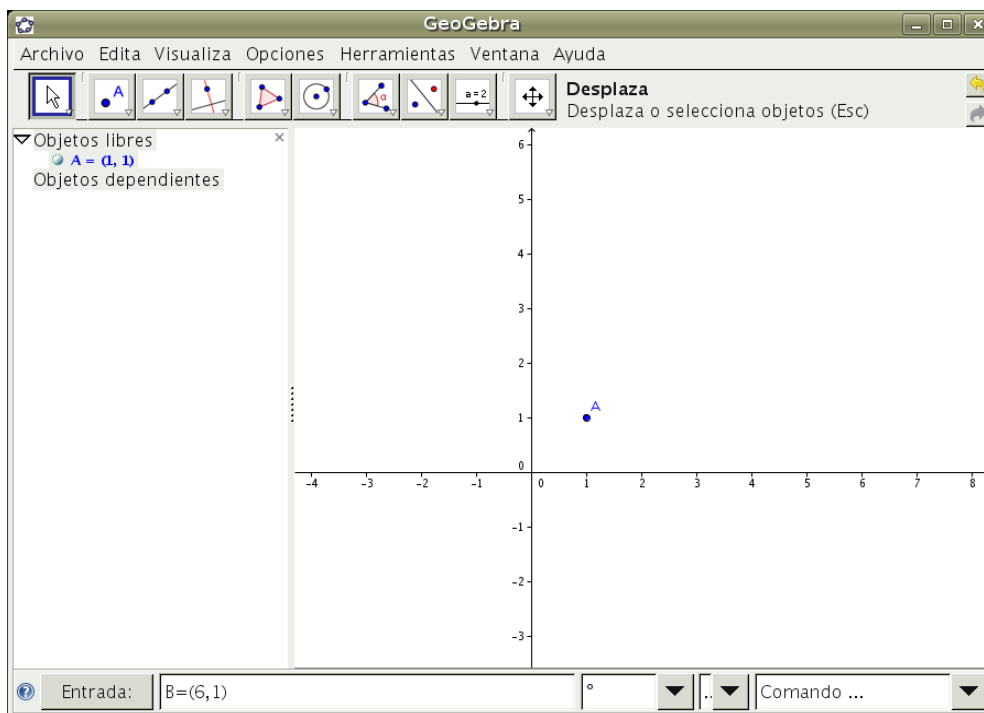 GeoGebra
Archivo Edita Visualiza Opciones Herramientas Ventana Ayuda
A
α
a=2
Desplaza
Desplaza o selecciona objetos (Esc)
Objetos libres
A = (1, 1)
Objetos dependientes
6
5
4
3
2
1
0
-1
-2
-3
A
-4 -3 -2 -1 0 1 2 3 4 5 6 7 8
Entrada: B=(6,1) ° .. Comando ...